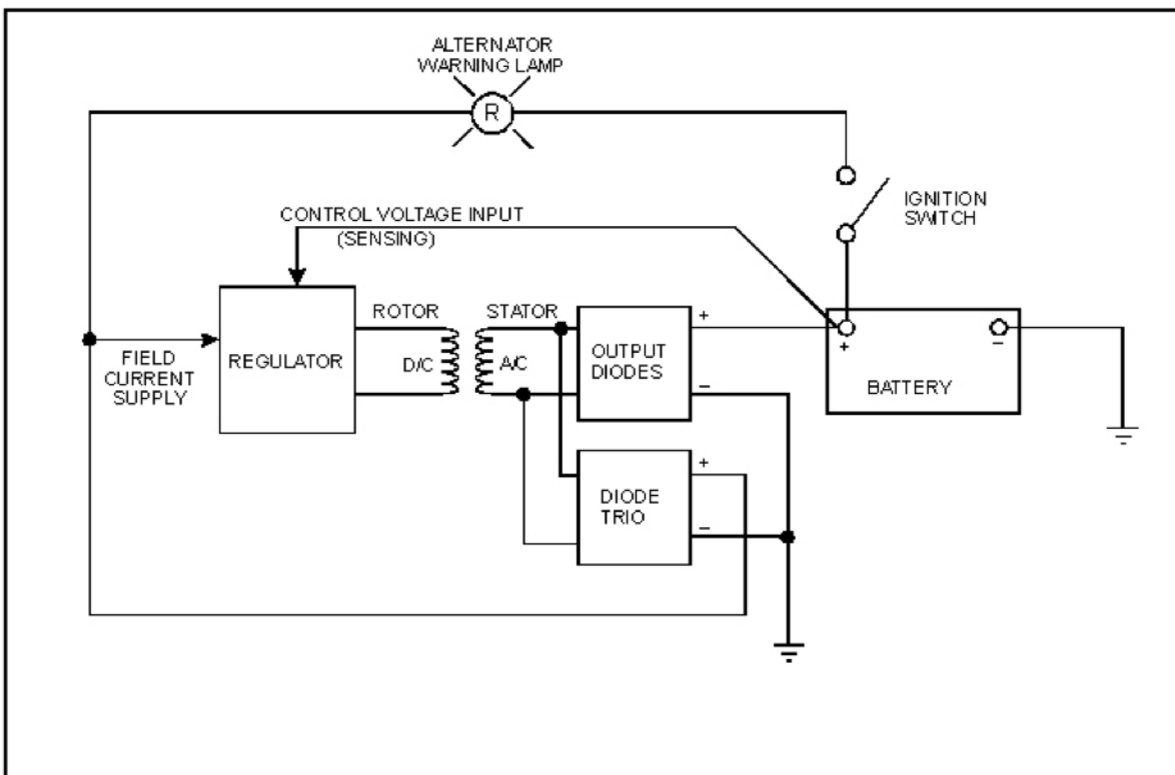 ALTERNATOR
WARNING LAMP
R
IGNITION
SWITCH
CONTROL VOLTAGE INPUT
(SENSING)
FIELD
CURRENT
SUPPLY
REGULATOR
ROTOR
D/C
STATOR
A/C
OUTPUT
DIODES
+
−
DIODE
TRIO
+
−
+
−
BATTERY